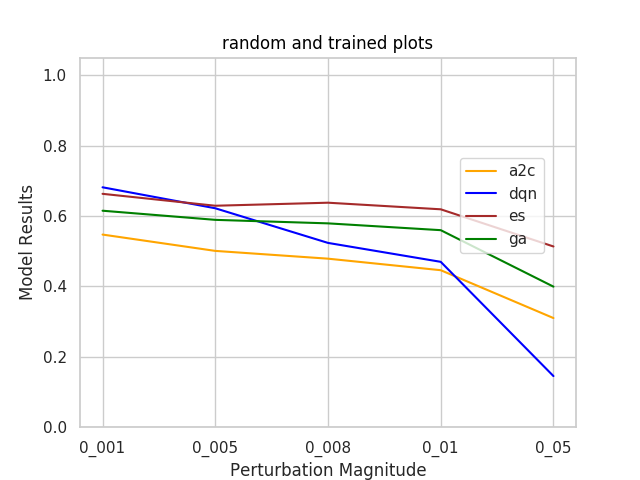 random and trained plots
1.0
0.8
0.6
0.4
0.2
0.0
Model Results
a2c
dqn
es
ga
0_001 0_005 0_008 0_01 0_05
Perturbation Magnitude